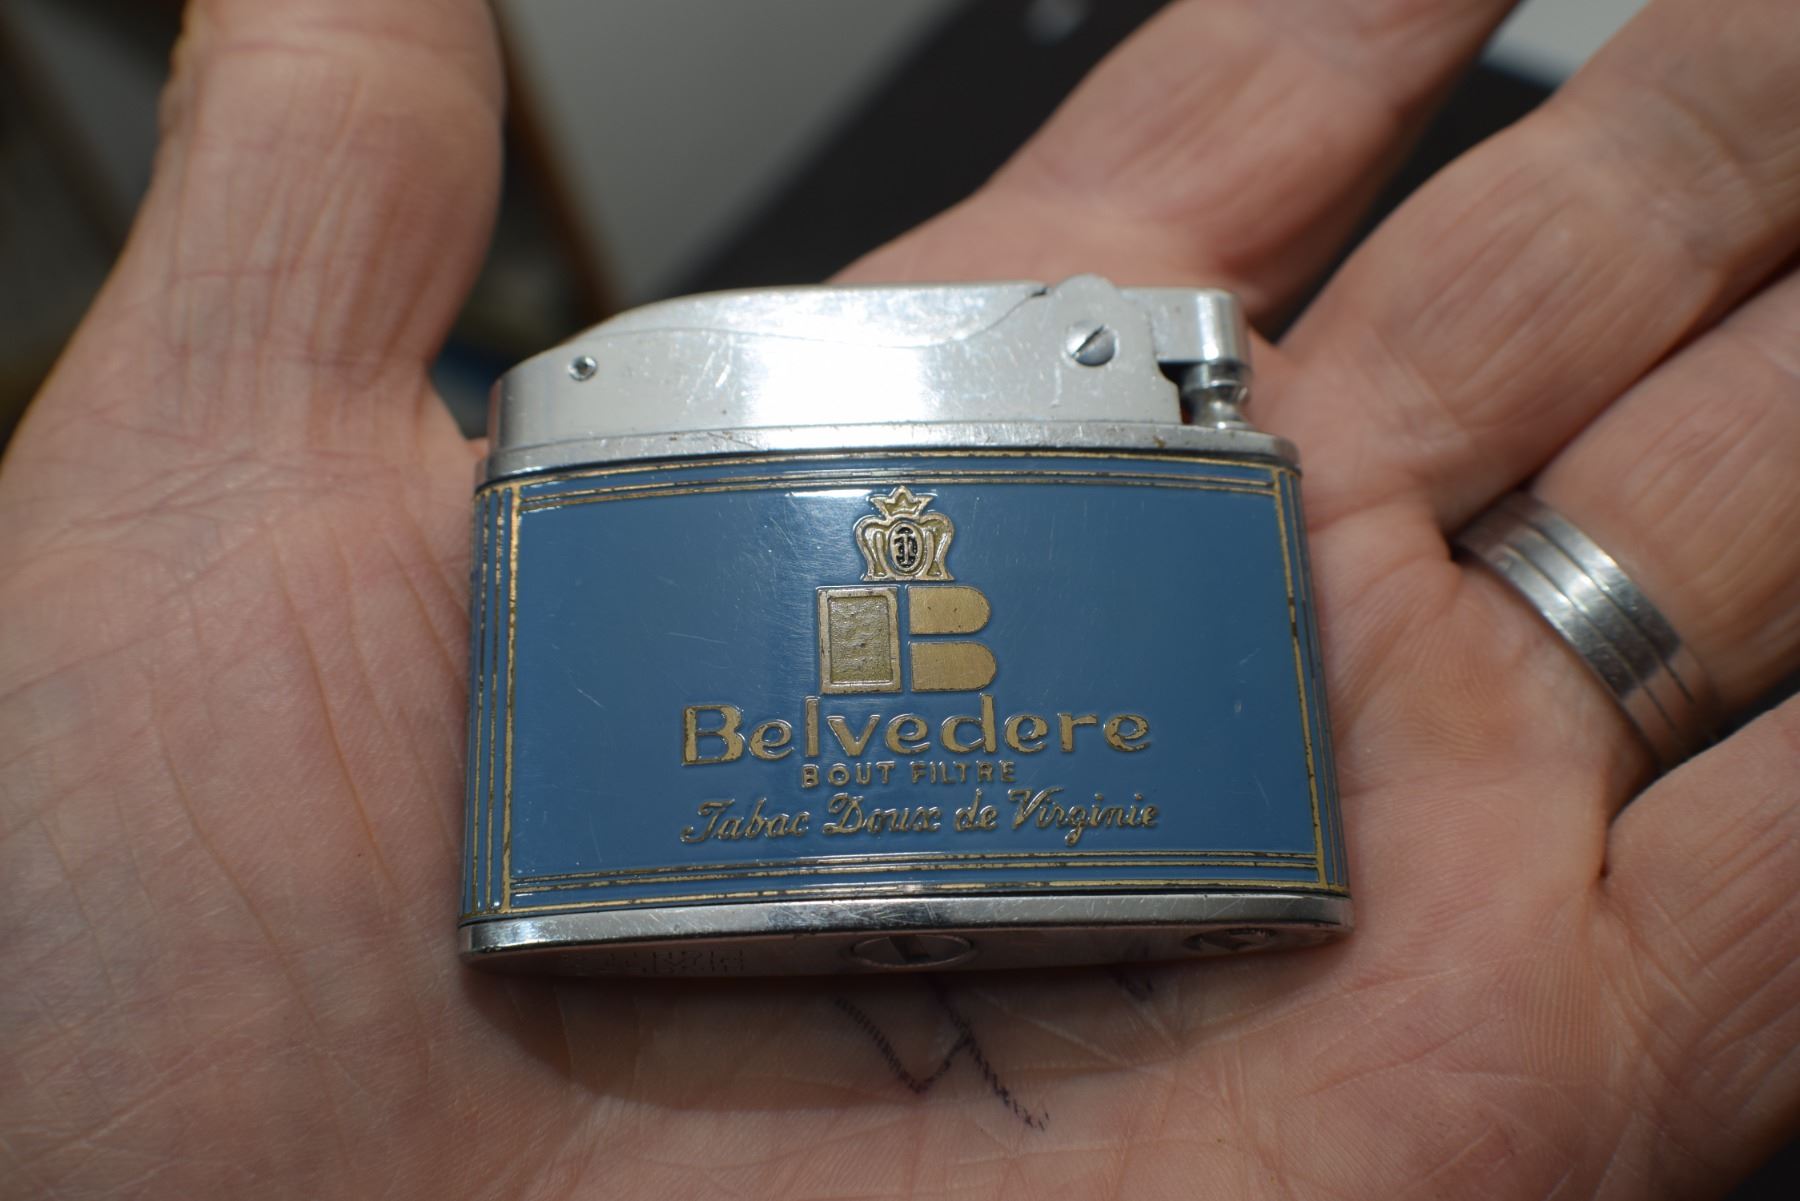 B
Belvedere
BOUT FILTRE
Tabac Doux de Virginie